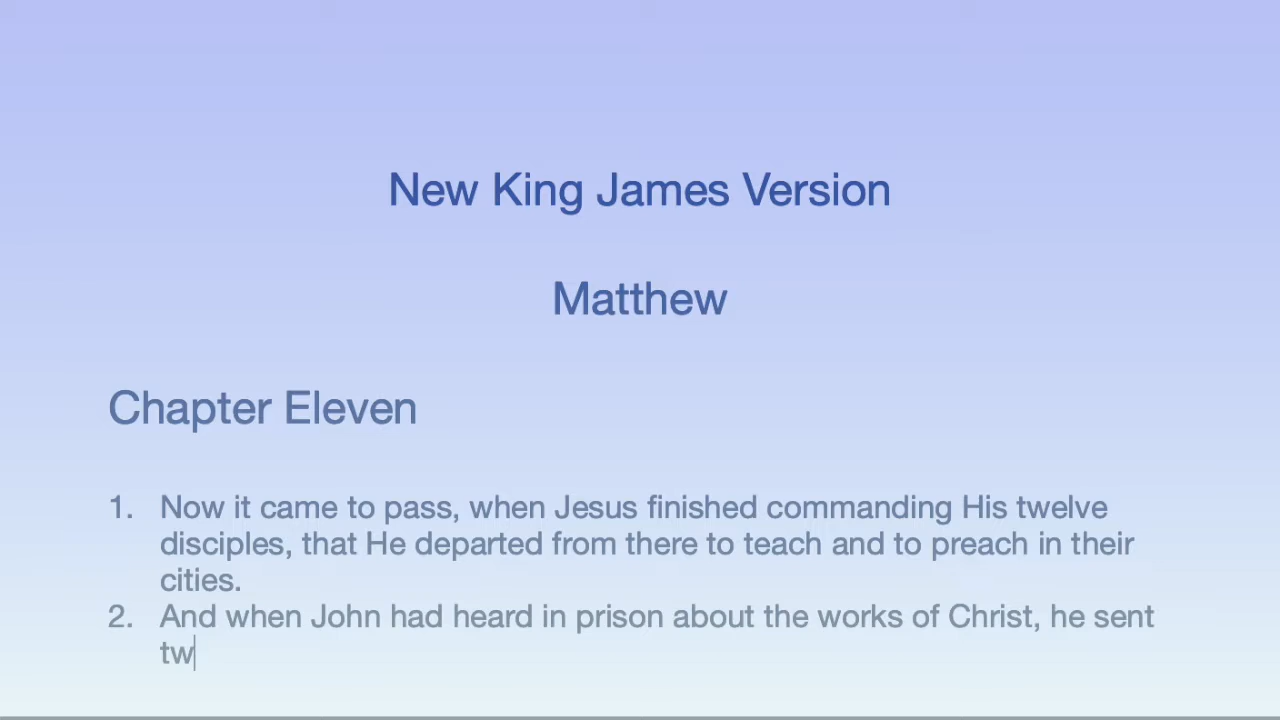 New King James Version
Matthew
Chapter Eleven
1. Now it came to pass, when Jesus finished commanding His twelve
disciples, that He departed from there to teach and to preach in their
cities.
2. And when John had heard in prison about the works of Christ, he sent
tw